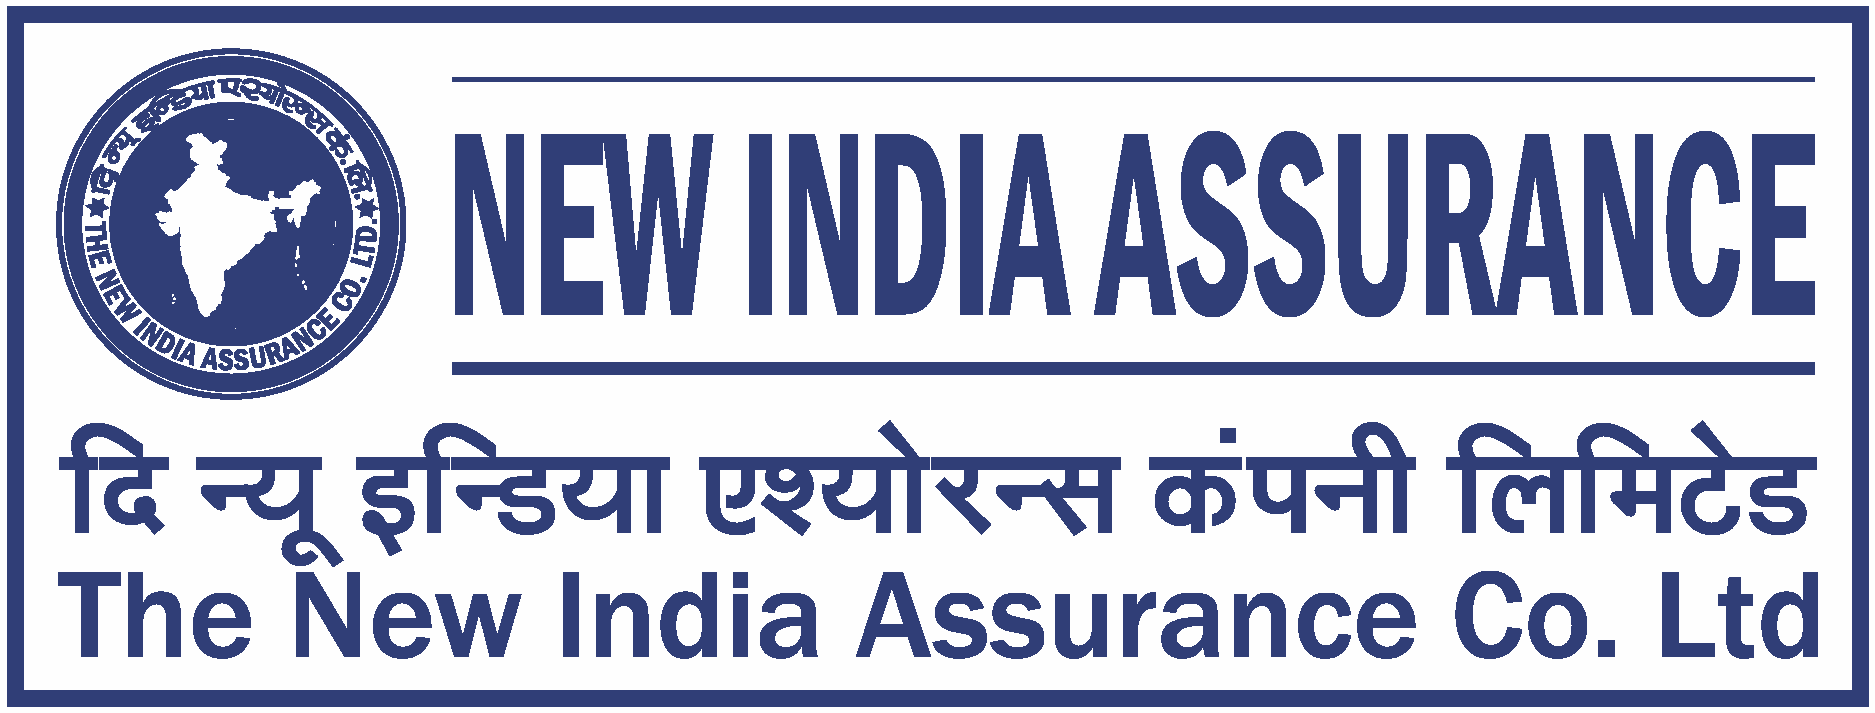 दि न्यू इन्डिया एश्योरन्स कं. लि.
THE NEW INDIA ASSURANCE CO. LTD.
NEW INDIA ASSURANCE
दि न्यू इन्डिया एश्योरन्स कंपनी लिमिटेड
The New India Assurance Co. Ltd